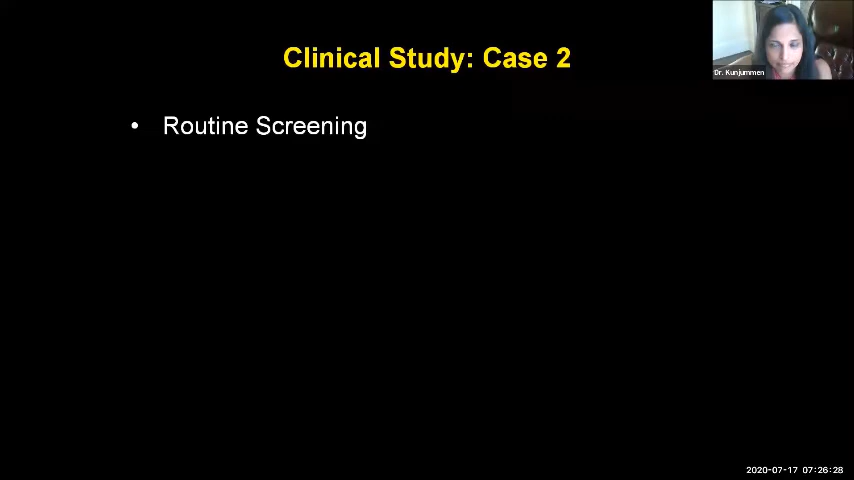 Clinical Study: Case 2
Dr. Kunjummen
• Routine Screening
2020-07-17 07:26:28